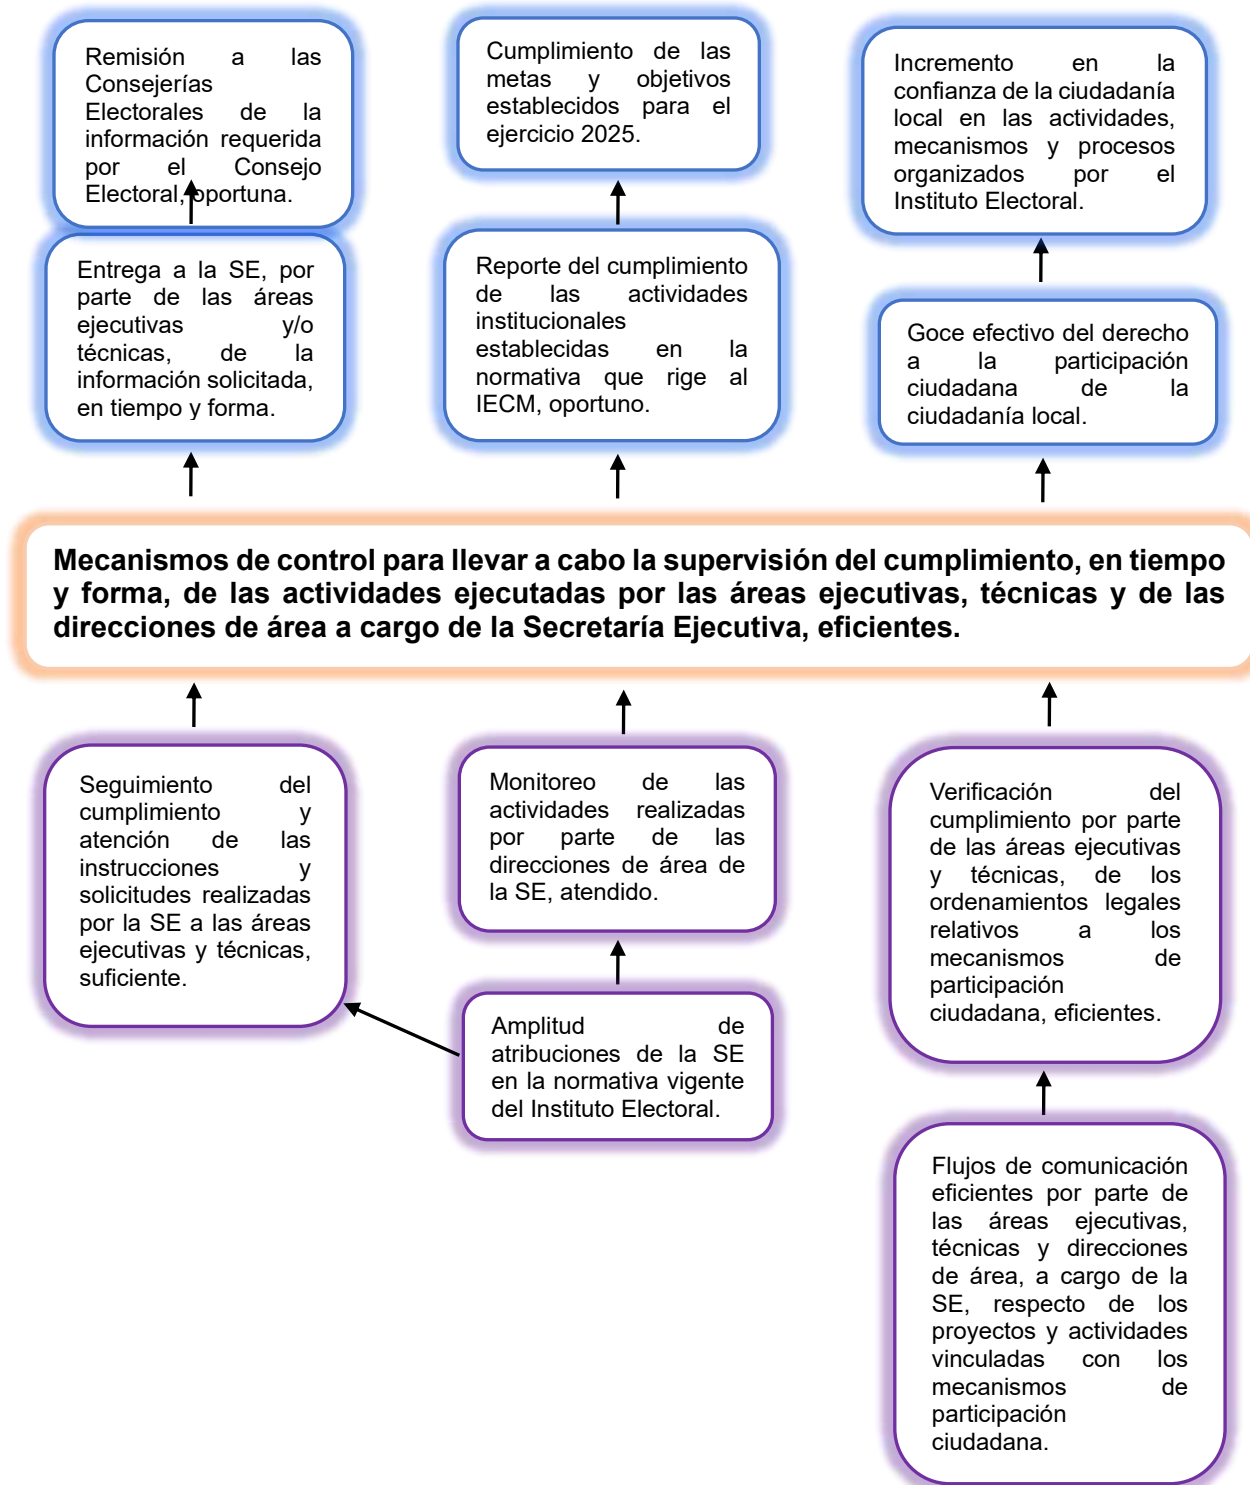 Remisión a las
Consejerías
Electorales de la
información requerida
por el Consejo
Electoral, oportuna.
Cumplimiento de las
metas y objetivos
establecidos para el
ejercicio 2025.
Incremento en la
confianza de la ciudadanía
local en las actividades,
mecanismos y procesos
organizados por el
Instituto Electoral.
Entrega a la SE, por
parte de las áreas
ejecutivas y/o
técnicas, de la
información solicitada,
en tiempo y forma.
Reporte del cumplimiento
de las actividades
institucionales
establecidas en la
normativa que rige al
IECM, oportuno.
Goce efectivo del derecho
a la participación
ciudadana de la
ciudadanía local.
Mecanismos de control para llevar a cabo la supervisión del cumplimiento, en tiempo
y forma, de las actividades ejecutadas por las áreas ejecutivas, técnicas y de las
direcciones de área a cargo de la Secretaría Ejecutiva, eficientes.
Seguimiento del
cumplimiento y
atención de las
instrucciones y
solicitudes realizadas
por la SE a las áreas
ejecutivas y técnicas,
suficiente.
Monitoreo de las
actividades realizadas
por parte de las
direcciones de área de
la SE, atendido.
Verificación del
cumplimiento por parte
de las áreas ejecutivas
y técnicas, de los
ordenamientos legales
relativos a los
mecanismos de
participación
ciudadana, eficientes.
Amplitud de
atribuciones de la SE
en la normativa vigente
del Instituto Electoral.
Flujos de comunicación
eficientes por parte de
las áreas ejecutivas,
técnicas y direcciones
de área, a cargo de la
SE, respecto de los
proyectos y actividades
vinculadas con los
mecanismos de
participación
ciudadana.